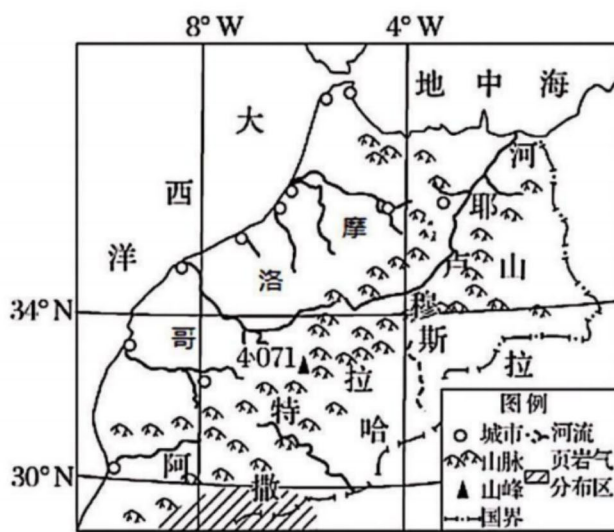 8° W 4° W
地中海
大
西
洋
河
耶
卢
穆
山
摩
洛
哥
34° N
4 071
斯
拉
特
阿
拉
哈
撒
30° N
图例
城市
河流
山脉
页岩气
分布区
山峰
国界